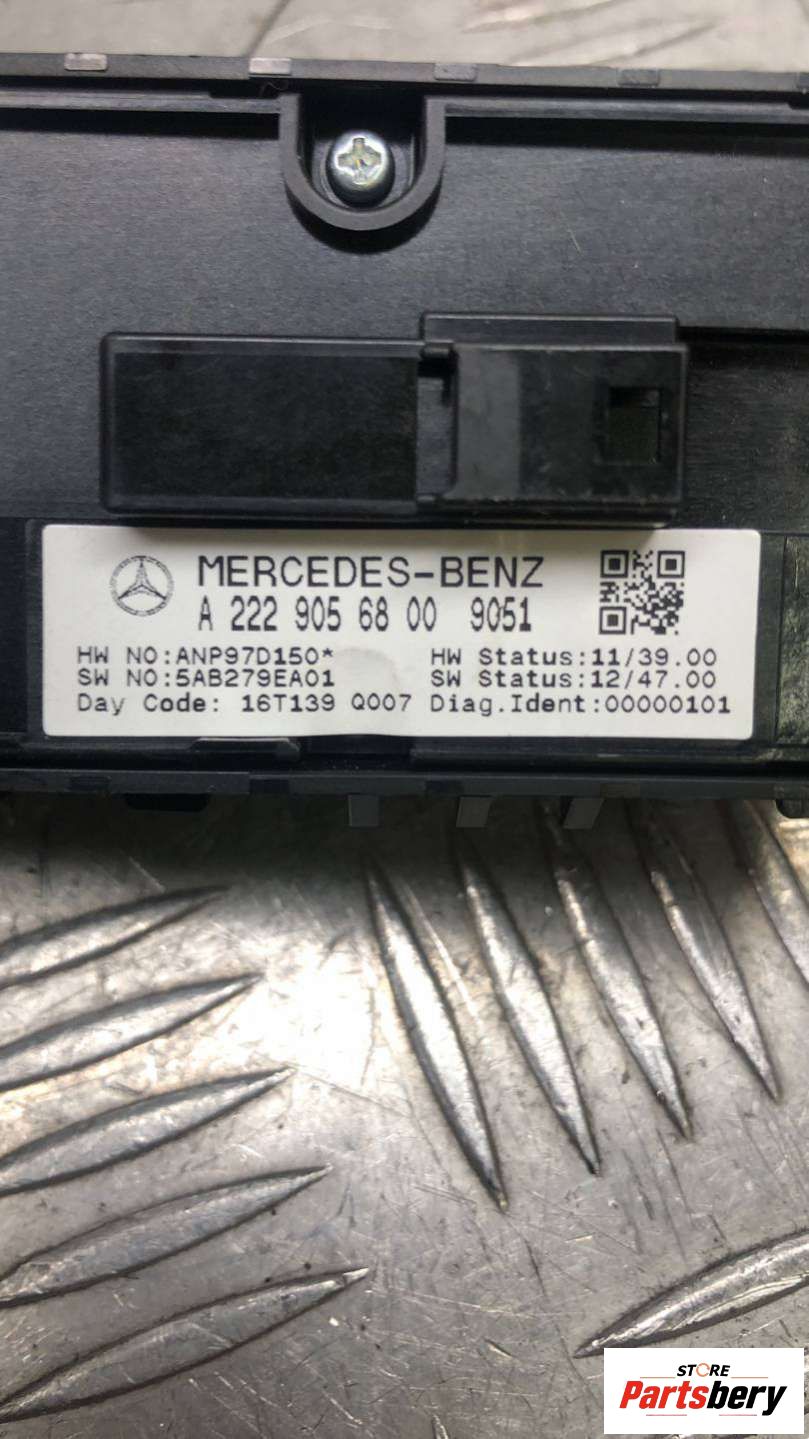 MERCEDES-BENZ
A 222 905 68 00 9051
HW NO:ANP97D150* HW Status:11/39.00
SW NO:5AB279EA01 SW Status:12/47.00
Day Code: 16T139 Q007 Diag.Ident:00000101
STORE
Partsbery